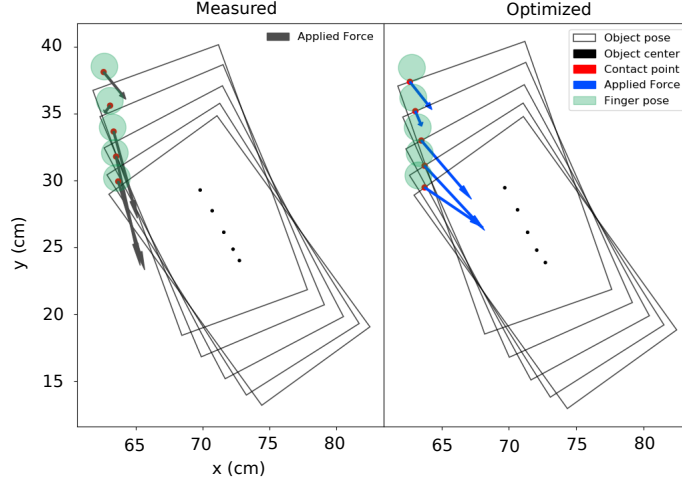 Measured
Optimized
Applied Force
Object pose
Object center
Contact point
Applied Force
Finger pose
40
35
30
25
20
15
y (cm)
65
70
75
80
65
70
75
80
x (cm)
x (cm)